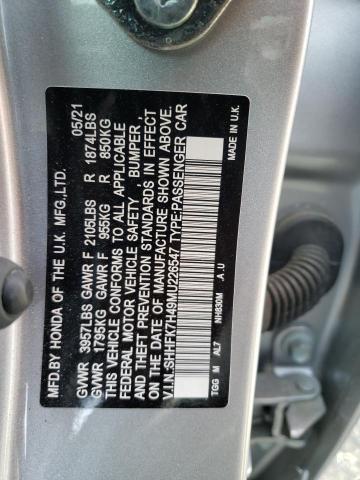 MFD.BY HONDA OF THE U.K. MFG.,LTD. 05/21
GVWR 3957LBS GAWR F 2105LBS R 1874LBS
GVWR 1795KG GAWR F 955KG R 850KG
THIS VEHICLE CONFORMS TO ALL APPLICABLE
FEDERAL MOTOR VEHICLE SAFETY, BUMPER,
AND THEFT PREVENTION STANDARDS IN EFFECT
ON THE DATE OF MANUFACTURE SHOWN ABOVE.
V.I.N.:SHHFK7H49MU226547 TYPE:PASSENGER CAR
TGG M AL7 NH830M .A.U
MADE IN U.K.